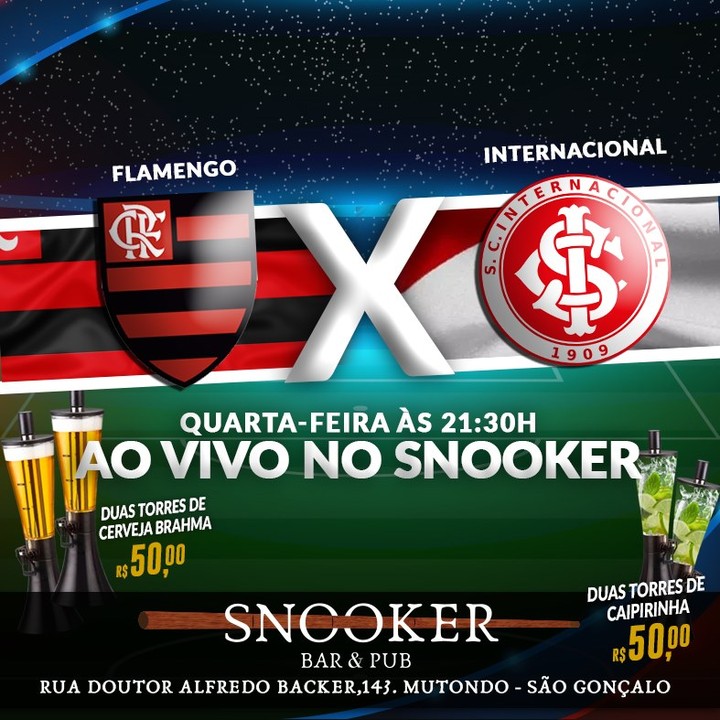 FLAMENGO
INTERNACIONAL
CRF
X
S.C. INTERNACIONAL
SCI
1909
QUARTA-FEIRA ÀS 21:30H
AO VIVO NO SNOOKER
DUAS TORRES DE
CERVEJA BRAHMA
R$ 50,00
DUAS TORRES DE
CAIPIRINHA
R$ 50,00
SNOOKER
BAR & PUB
RUA DOUTOR ALFREDO BACKER,143. MUTONDO - SÃO GONÇALO